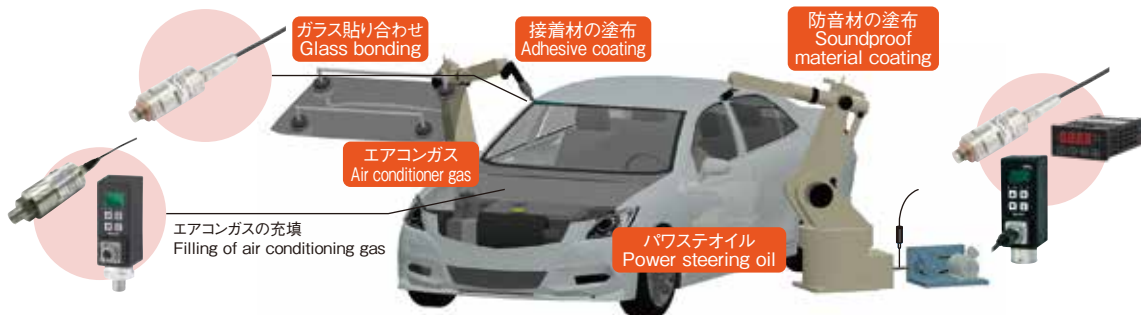 ガラス貼り合わせ
Glass bonding
接着材の塗布
Adhesive coating
防音材の塗布
Soundproof
material coating
エアコンガス
Air conditioner gas
エアコンガスの充填
Filling of air conditioning gas
パワステオイル
Power steering oil